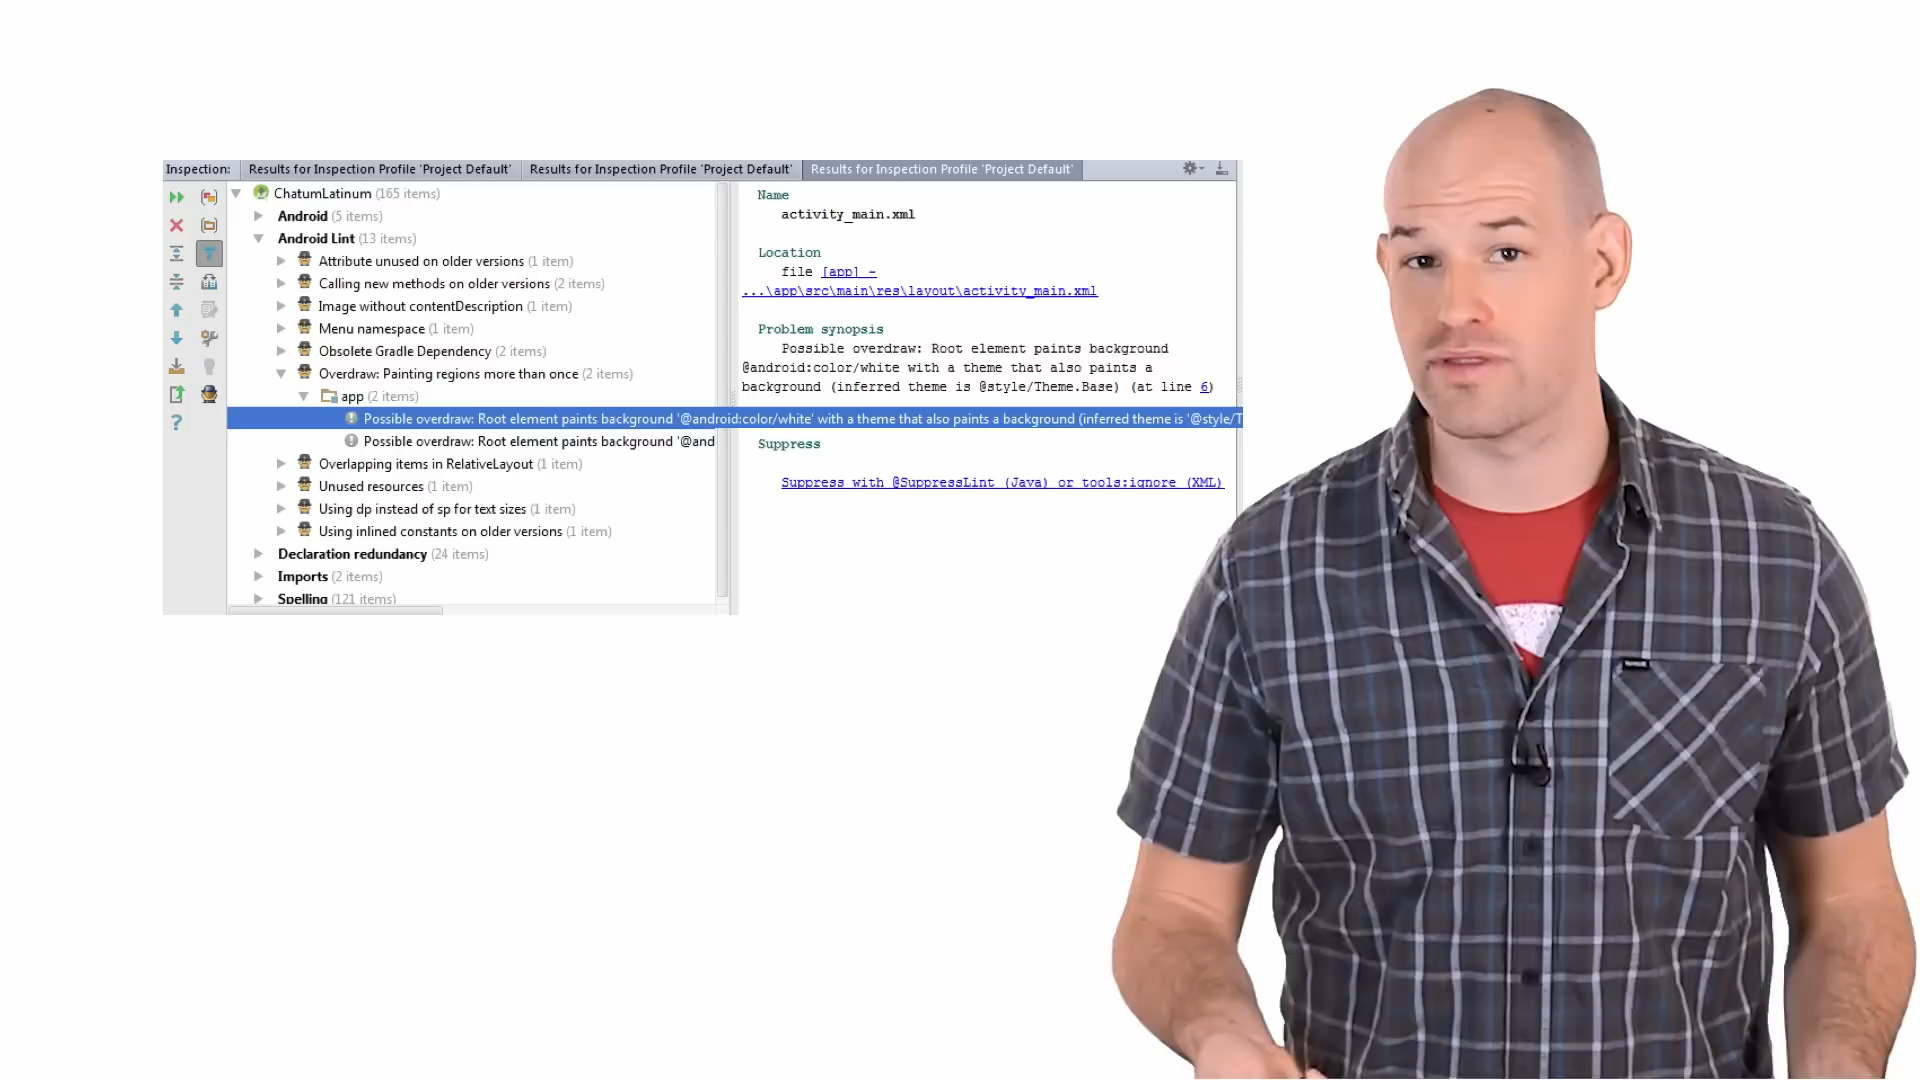 Inspection: Results for Inspection Profile 'Project Default' Results for Inspection Profile 'Project Default' Results for Inspection Profile 'Project Default'
ChatumLatinum (165 items)
Android (5 items)
Android Lint (13 items)
Attribute unused on older versions (1 item)
Calling new methods on older versions (2 items)
Image without contentDescription (1 item)
Menu namespace (1 item)
Obsolete Gradle Dependency (2 items)
Overdraw: Painting regions more than once (2 items)
app (2 items)
Possible overdraw: Root element paints background '@android:color/white' with a theme that also paints a background (inferred theme is '@style/T
Possible overdraw: Root element paints background '@and
Overlapping items in RelativeLayout (1 item)
Unused resources (1 item)
Using dp instead of sp for text sizes (1 item)
Using inlined constants on older versions (1 item)
Declaration redundancy (24 items)
Imports (2 items)
Spelling (121 items)
Name
activity_main.xml
Location
file [app] -
...\app\src\main\res\layout\activity_main.xml
Problem synopsis
Possible overdraw: Root element paints background
@android:color/white with a theme that also paints a
background (inferred theme is @style/Theme.Base) (at line 6)
Suppress
Suppress with @SuppressLint (Java) or tools:ignore (XML)